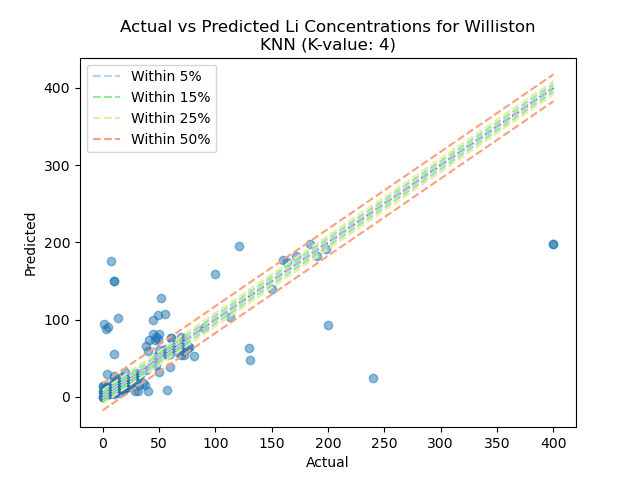 Actual vs Predicted Li Concentrations for Williston
KNN (K-value: 4)
Within 5%
Within 15%
Within 25%
Within 50%
400
300
200
100
0
Predicted
0 50 100 150 200 250 300 350 400
Actual